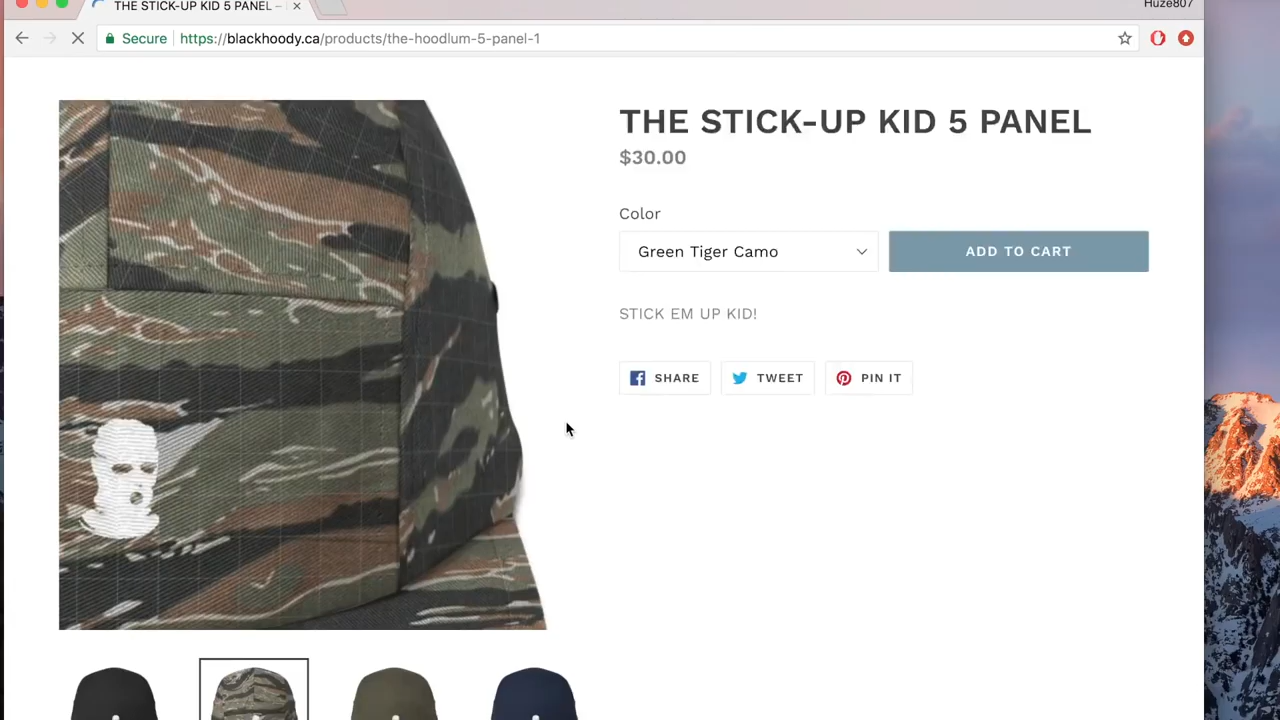 Huze807
THE STICK-UP KID 5 PANEL –
Secure
https://blackhoody.ca/products/the-hoodlum-5-panel-1
THE STICK-UP KID 5 PANEL
$30.00
Color
Green Tiger Camo
ADD TO CART
STICK EM UP KID!
SHARE
TWEET
PIN IT